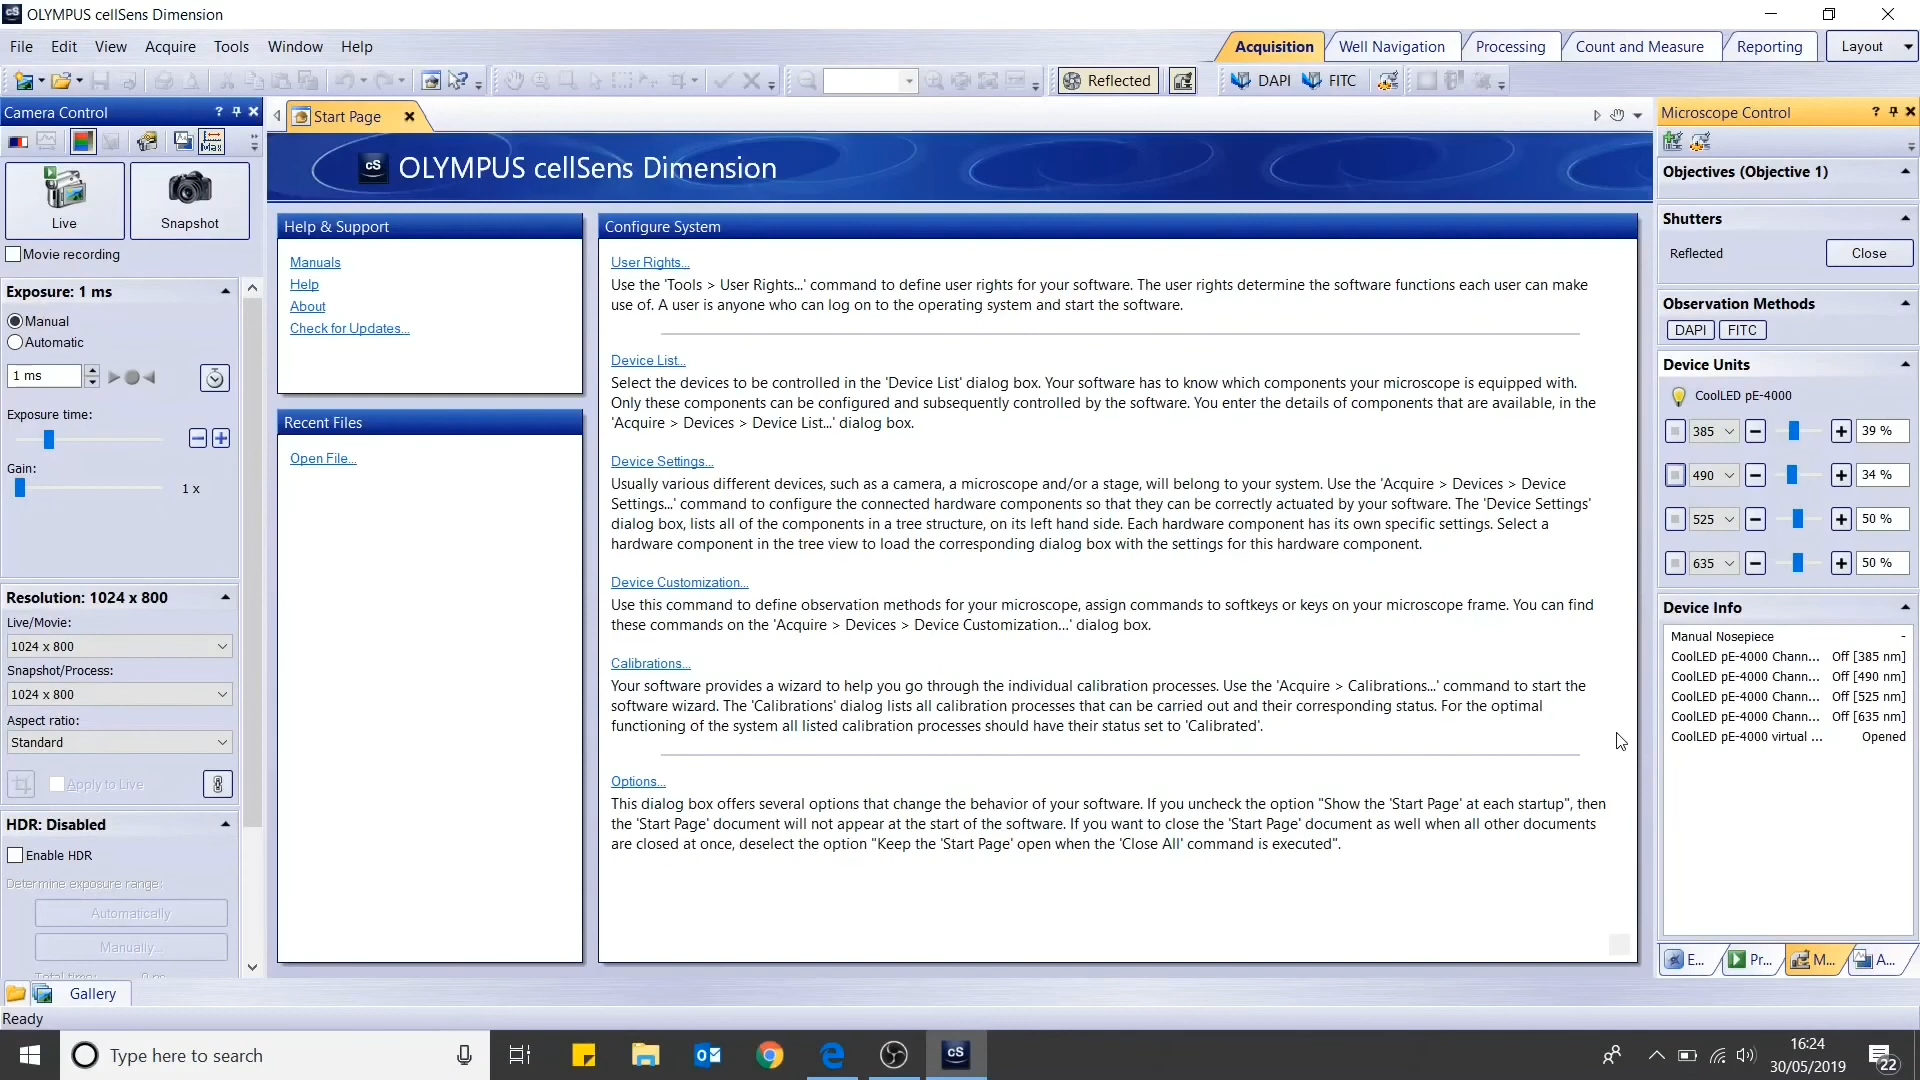 OLYMPUS cellSens Dimension
File Edit View Acquire Tools Window Help
Acquisition Well Navigation Processing Count and Measure Reporting Layout
Reflected DAPI FITC
Camera Control
Max
Live Snapshot
Movie recording
Exposure: 1 ms
Manual
Automatic
1 ms
Exposure time:
Gain:
1 x
Resolution: 1024 x 800
Live/Movie:
1024 x 800
Snapshot/Process:
1024 x 800
Aspect ratio:
Standard
Apply to Live
HDR: Disabled
Enable HDR
Determine exposure range:
Automatically
Manually...
Start Page
cS OLYMPUS cellSens Dimension
Help & Support
Manuals
Help
About
Check for Updates...
Recent Files
Open File...
Configure System
User Rights...
Use the 'Tools > User Rights...' command to define user rights for your software. The user rights determine the software functions each user can make
use of. A user is anyone who can log on to the operating system and start the software.
Device List...
Select the devices to be controlled in the 'Device List' dialog box. Your software has to know which components your microscope is equipped with.
Only these components can be configured and subsequently controlled by the software. You enter the details of components that are available, in the
'Acquire > Devices > Device List...' dialog box.
Device Settings...
Usually various different devices, such as a camera, a microscope and/or a stage, will belong to your system. Use the 'Acquire > Devices > Device
Settings...' command to configure the connected hardware components so that they can be correctly actuated by your software. The 'Device Settings'
dialog box, lists all of the components in a tree structure, on its left hand side. Each hardware component has its own specific settings. Select a
hardware component in the tree view to load the corresponding dialog box with the settings for this hardware component.
Device Customization...
Use this command to define observation methods for your microscope, assign commands to softkeys or keys on your microscope frame. You can find
these commands on the 'Acquire > Devices > Device Customization...' dialog box.
Calibrations...
Your software provides a wizard to help you go through the individual calibration processes. Use the 'Acquire > Calibrations...' command to start the
software wizard. The 'Calibrations' dialog lists all calibration processes that can be carried out and their corresponding status. For the optimal
functioning of the system all listed calibration processes should have their status set to 'Calibrated'.
Options...
This dialog box offers several options that change the behavior of your software. If you uncheck the option "Show the 'Start Page' at each startup", then
the 'Start Page' document will not appear at the start of the software. If you want to close the 'Start Page' document as well when all other documents
are closed at once, deselect the option "Keep the 'Start Page' open when the 'Close All' command is executed".
Microscope Control
Objectives (Objective 1)
Shutters
Reflected Close
Observation Methods
DAPI FITC
Device Units
CoolLED pE-4000
385 39 %
490 34 %
525 50 %
635 50 %
Device Info
Manual Nosepiece -
CoolLED pE-4000 Chann... Off [385 nm]
CoolLED pE-4000 Chann... Off [490 nm]
CoolLED pE-4000 Chann... Off [525 nm]
CoolLED pE-4000 Chann... Off [635 nm]
CoolLED pE-4000 virtual ... Opened
E... Pr... M... A...
Gallery
Ready
Type here to search
cS
16:24
30/05/2019
22